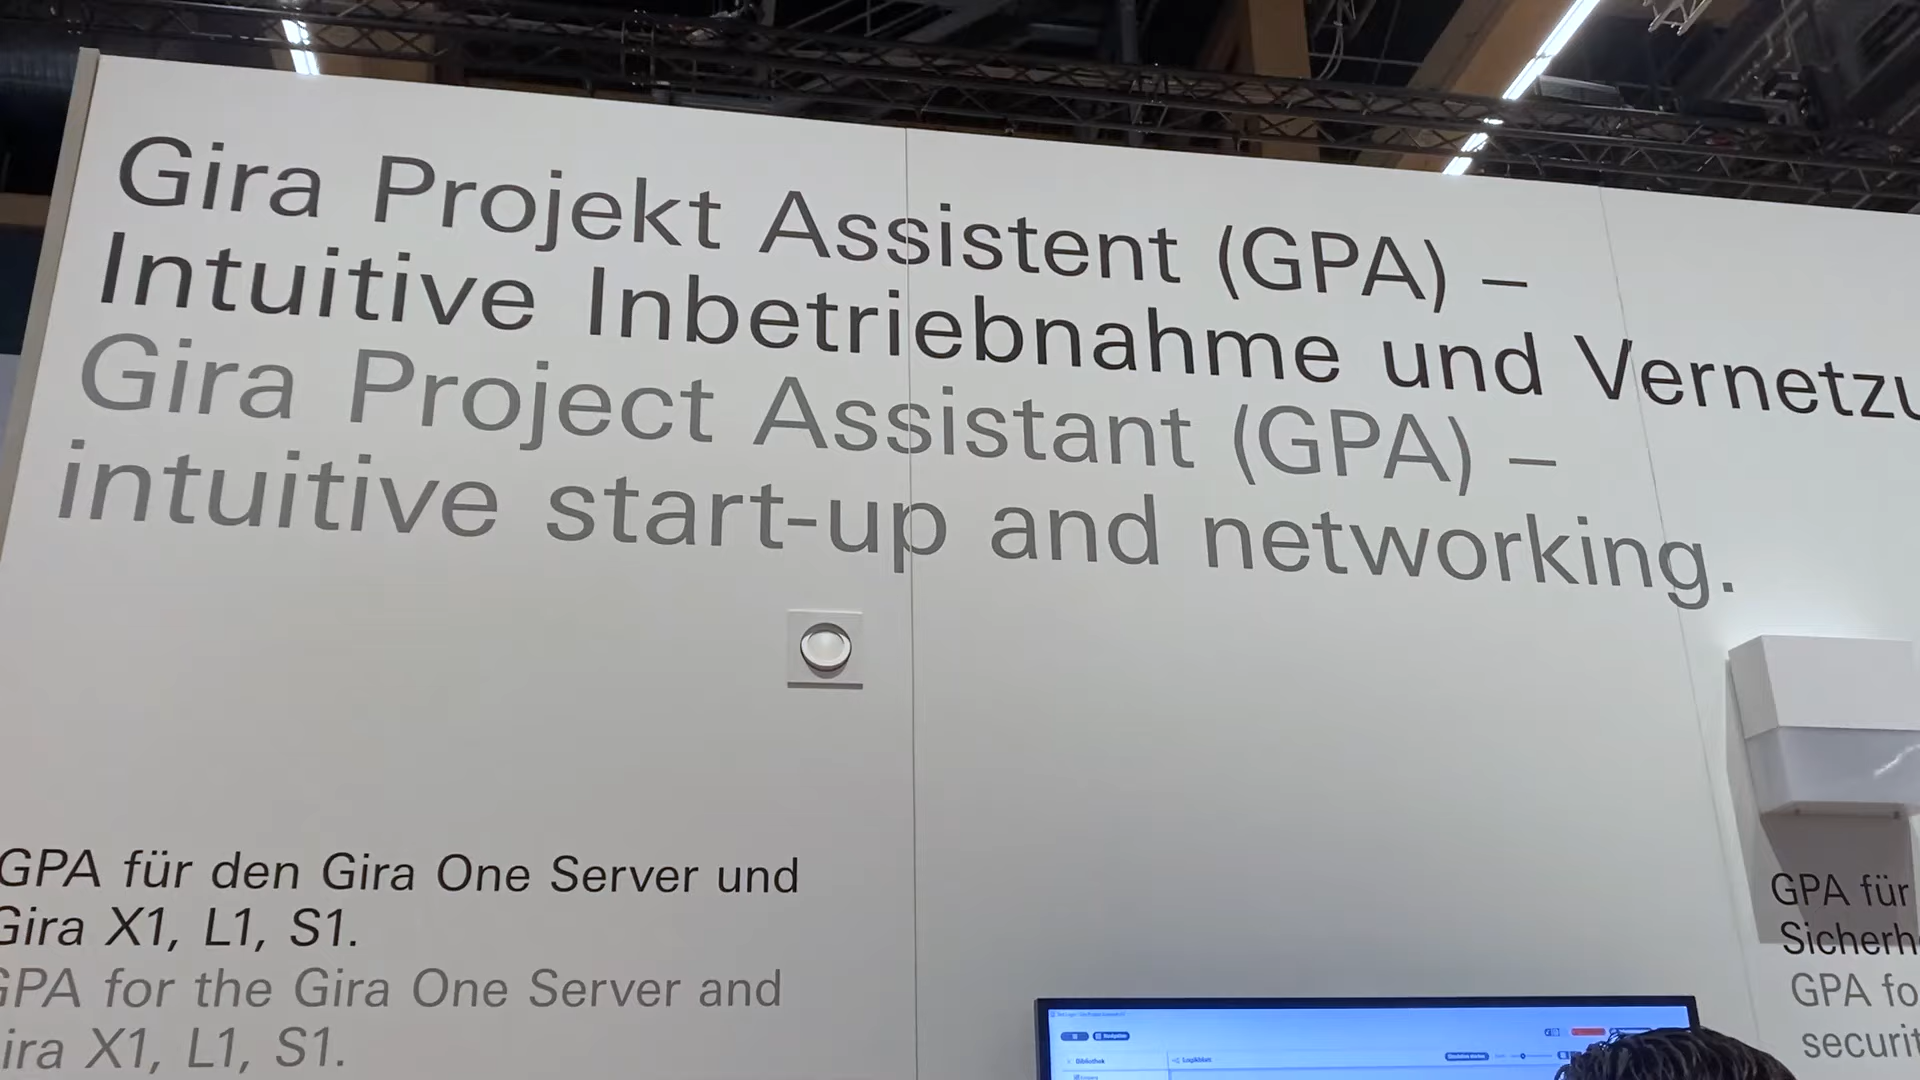 Gira Projekt Assistent (GPA) –
Intuitive Inbetriebnahme und Vernetzu
Gira Project Assistant (GPA) –
intuitive start-up and networking.
GPA für den Gira One Server und
Gira X1, L1, S1.
GPA for the Gira One Server and
ira X1, L1, S1.
GPA für
Sicherh
GPA fo
securit
Bibliothek
Logikblatt